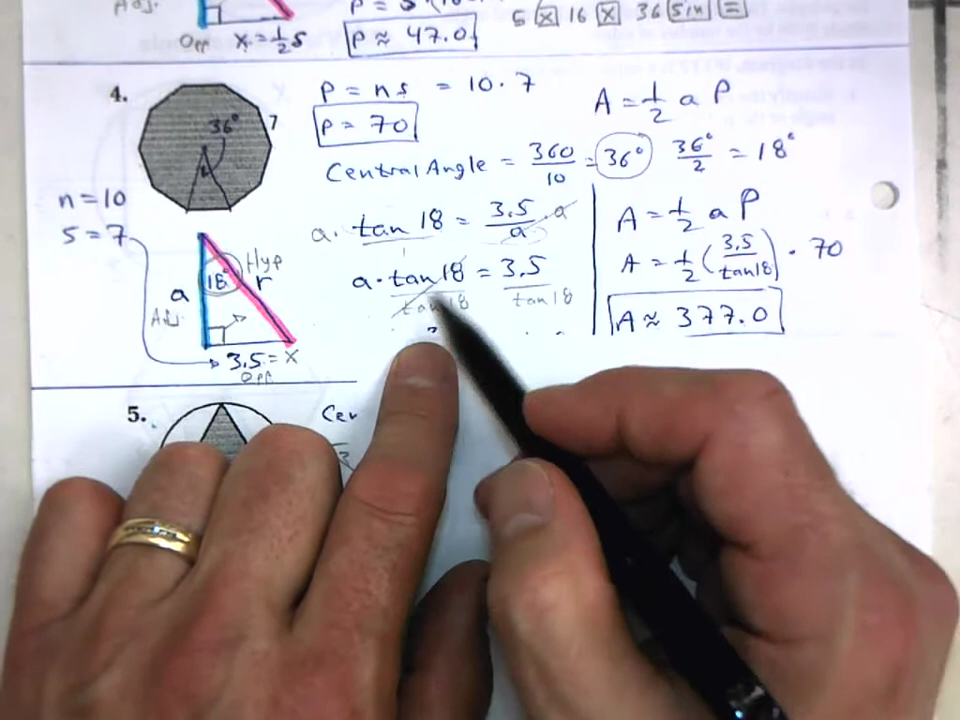 Opp x = 1/2 s
P ≈ 47.0
5 [x] 16 [x] 36 [sin] [=]
4.
36°
7
n = 10
s = 7
P = ns = 10 · 7
P = 70
A = 1/2 a P
Central Angle = 360/10 = 36° 36°/2 = 18°
a · tan 18 = 3.5/a · a
a · tan 18 = 3.5
tan 18 tan 18
A = 1/2 a P
A = 1/2 (3.5/tan18) · 70
A ≈ 377.0
18°
Hyp
r
a
Adj
3.5 = x
Opp
5.
Cen